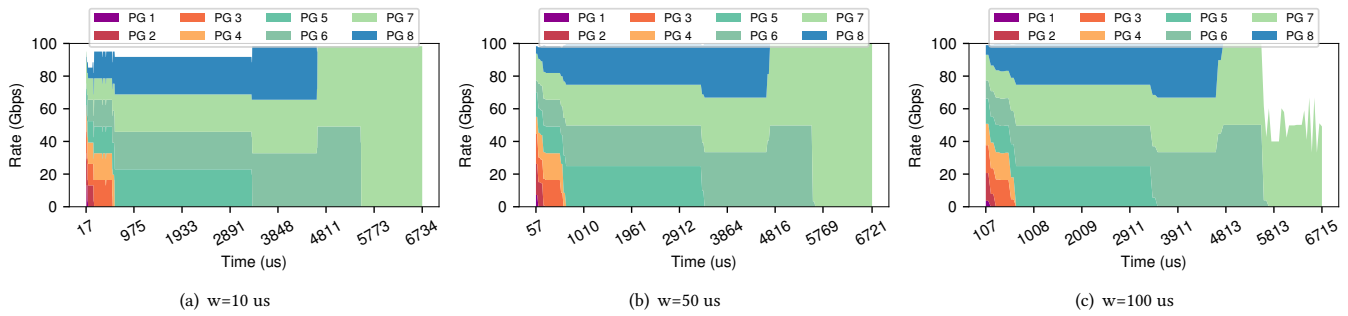 PG 1 PG 3 PG 5 PG 7
PG 2 PG 4 PG 6 PG 8
100
80
60
40
20
0
Rate (Gbps)
17 975 1933 2891 3848 4811 5773 6734
Time (us)
(a) w=10 us
PG 1 PG 3 PG 5 PG 7
PG 2 PG 4 PG 6 PG 8
100
80
60
40
20
0
Rate (Gbps)
57 1010 1961 2912 3864 4816 5769 6721
Time (us)
(b) w=50 us
PG 1 PG 3 PG 5 PG 7
PG 2 PG 4 PG 6 PG 8
100
80
60
40
20
0
Rate (Gbps)
107 1008 2009 2911 3911 4813 5813 6715
Time (us)
(c) w=100 us